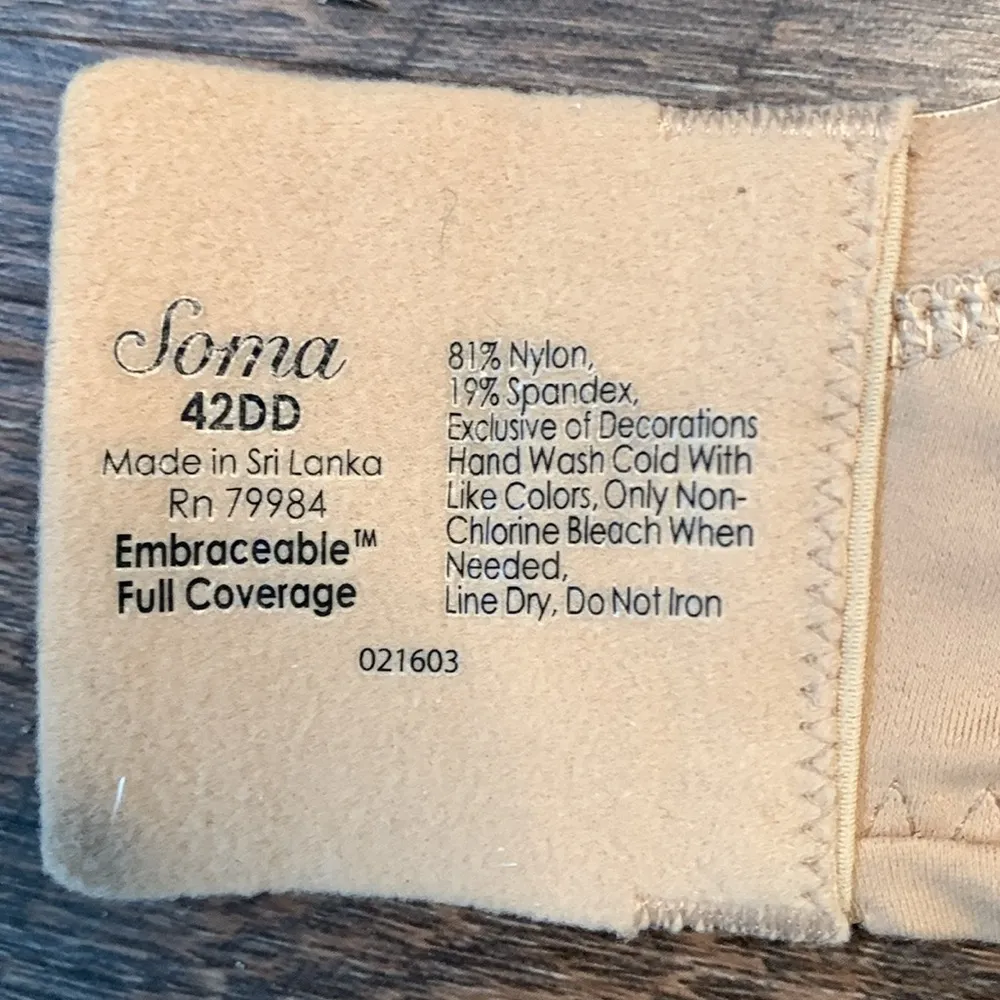 Soma
42DD
Made in Sri Lanka
Rn 79984
Embraceable™
Full Coverage
81% Nylon,
19% Spandex,
Exclusive of Decorations
Hand Wash Cold With
Like Colors, Only Non-
Chlorine Bleach When
Needed,
Line Dry, Do Not Iron
021603